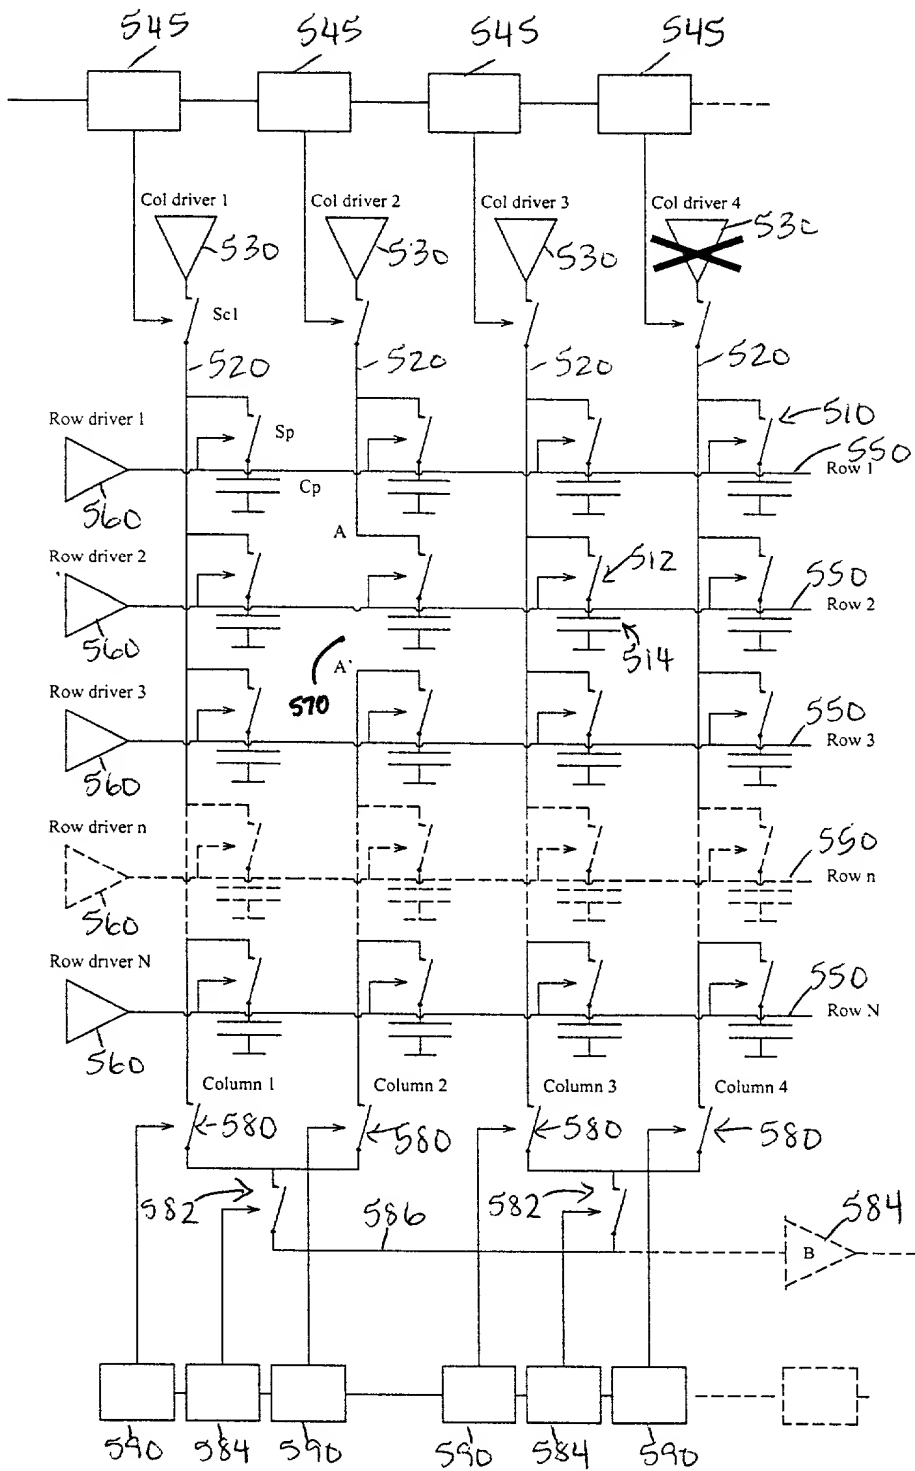 545 545 545 545
Col driver 1 Col driver 2 Col driver 3 Col driver 4
530 530 530 530
Sc1
520 520 520 520
Row driver 1 Sp 510
550
Row 1
560 Cp
A
Row driver 2 512
550
Row 2
560 514
A'
570
Row driver 3
550
Row 3
560
Row driver n
550
Row n
560
Row driver N
550
Row N
560
Column 1 Column 2 Column 3 Column 4
580 580 580 580
582 586 582 584
B
590 584 590 590 584 590